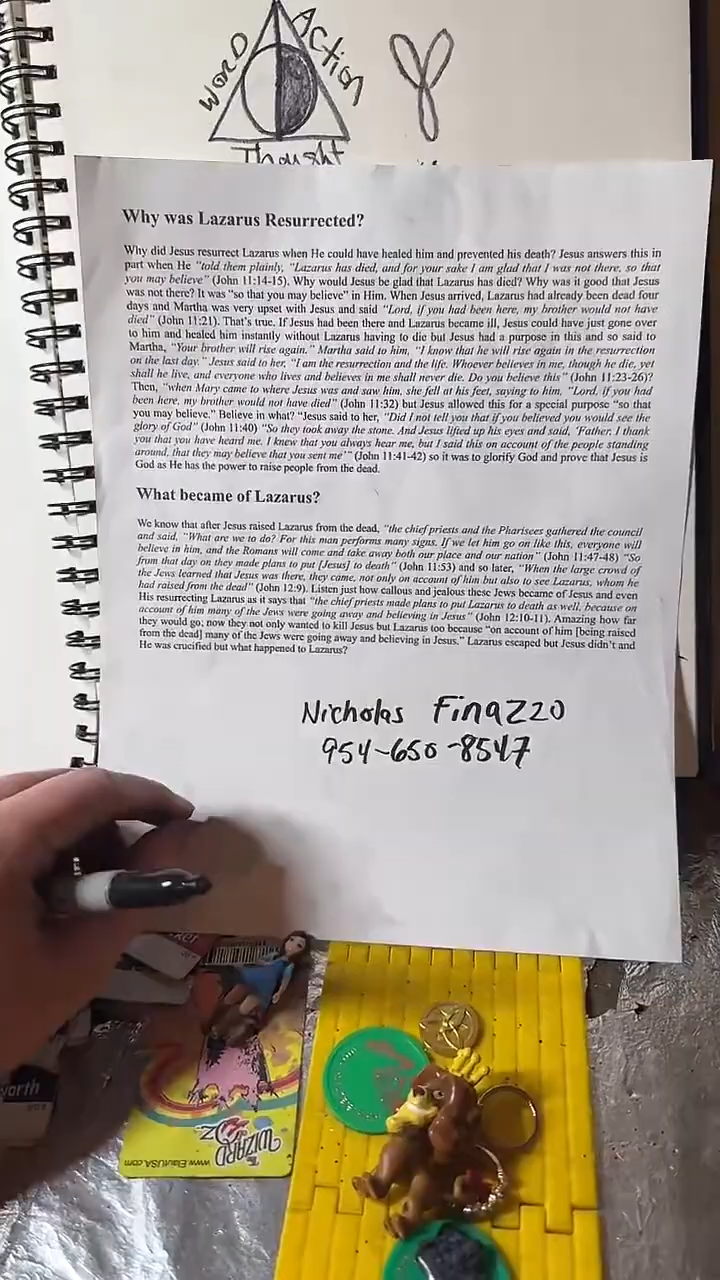 WORD
Action
Thought
Why was Lazarus Resurrected?
Why did Jesus resurrect Lazarus when He could have healed him and prevented his death? Jesus answers this in
part when He "told them plainly, "Lazarus has died, and for your sake I am glad that I was not there, so that
you may believe" (John 11:14-15). Why would Jesus be glad that Lazarus has died? Why was it good that Jesus
was not there? It was "so that you may believe" in Him. When Jesus arrived, Lazarus had already been dead four
days and Martha was very upset with Jesus and said "Lord, if you had been here, my brother would not have
died" (John 11:21). That's true. If Jesus had been there and Lazarus became ill, Jesus could have just gone over
to him and healed him instantly without Lazarus having to die but Jesus had a purpose in this and so said to
Martha, "Your brother will rise again." Martha said to him, "I know that he will rise again in the resurrection
on the last day." Jesus said to her, "I am the resurrection and the life. Whoever believes in me, though he die, yet
shall he live, and everyone who lives and believes in me shall never die. Do you believe this" (John 11:23-26)?
Then, "when Mary came to where Jesus was and saw him, she fell at his feet, saying to him, "Lord, if you had
been here, my brother would not have died" (John 11:32) but Jesus allowed this for a special purpose "so that
you may believe." Believe in what? "Jesus said to her, "Did I not tell you that if you believed you would see the
glory of God" (John 11:40) "So they took away the stone. And Jesus lifted up his eyes and said, 'Father, I thank
you that you have heard me. I knew that you always hear me, but I said this on account of the people standing
around, that they may believe that you sent me'" (John 11:41-42) so it was to glorify God and prove that Jesus is
God as He has the power to raise people from the dead.
What became of Lazarus?
We know that after Jesus raised Lazarus from the dead, "the chief priests and the Pharisees gathered the council
and said, "What are we to do? For this man performs many signs. If we let him go on like this, everyone will
believe in him, and the Romans will come and take away both our place and our nation" (John 11:47-48) "So
from that day on they made plans to put [Jesus] to death" (John 11:53) and so later, "When the large crowd of
the Jews learned that Jesus was there, they came, not only on account of him but also to see Lazarus, whom he
had raised from the dead" (John 12:9). Listen just how callous and jealous these Jews became of Jesus and even
His resurrecting Lazarus as it says that "the chief priests made plans to put Lazarus to death as well, because on
account of him many of the Jews were going away and believing in Jesus" (John 12:10-11). Amazing how far
they would go; now they not only wanted to kill Jesus but Lazarus too because "on account of him [being raised
from the dead] many of the Jews were going away and believing in Jesus." Lazarus escaped but Jesus didn't and
He was crucified but what happened to Lazarus?
Nicholas Finazzo
954-650-8547
WIZARD OF OZ
www.ElautUSA.com